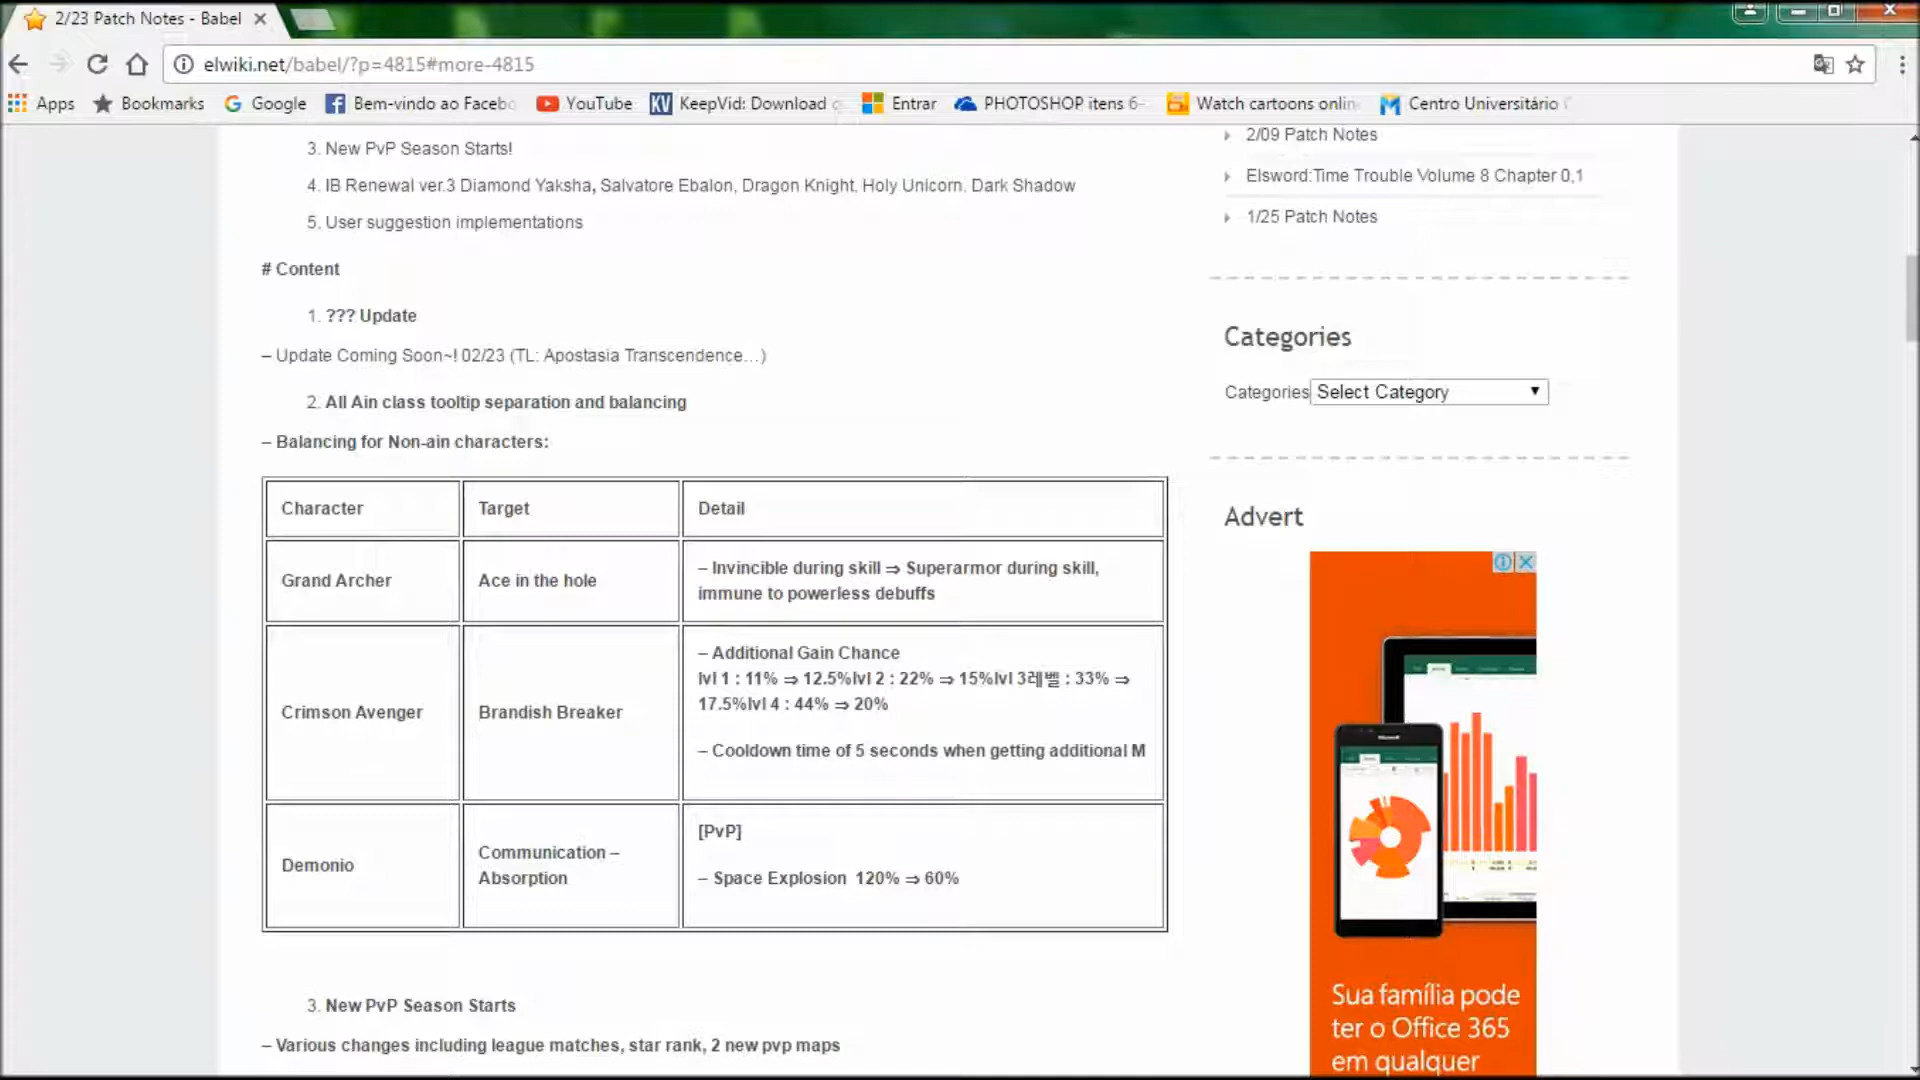 2/23 Patch Notes - Babel
elwiki.net/babel/?p=4815#more-4815
Apps
Bookmarks
Google
Bem-vindo ao Facebo
YouTube
KeepVid: Download
Entrar
PHOTOSHOP itens 6-
Watch cartoons onlin
Centro Universitário
3. New PvP Season Starts!
4. IB Renewal ver.3 Diamond Yaksha, Salvatore Ebalon, Dragon Knight, Holy Unicorn, Dark Shadow
5. User suggestion implementations
# Content
1. ??? Update
– Update Coming Soon~! 02/23 (TL: Apostasia Transcendence…)
2. All Ain class tooltip separation and balancing
– Balancing for Non-ain characters:
Character
Target
Detail
Grand Archer
Ace in the hole
– Invincible during skill ⇒ Superarmor during skill,
immune to powerless debuffs
Crimson Avenger
Brandish Breaker
– Additional Gain Chance
lvl 1 : 11% ⇒ 12.5%lvl 2 : 22% ⇒ 15%lvl 3레벨 : 33% ⇒
17.5%lvl 4 : 44% ⇒ 20%
– Cooldown time of 5 seconds when getting additional M
Demonio
Communication –
Absorption
[PvP]
– Space Explosion 120% ⇒ 60%
3. New PvP Season Starts
– Various changes including league matches, star rank, 2 new pvp maps
2/09 Patch Notes
Elsword:Time Trouble Volume 8 Chapter 0,1
1/25 Patch Notes
Categories
Categories
Select Category
Advert
Microsoft
Sua família pode
ter o Office 365
em qualquer